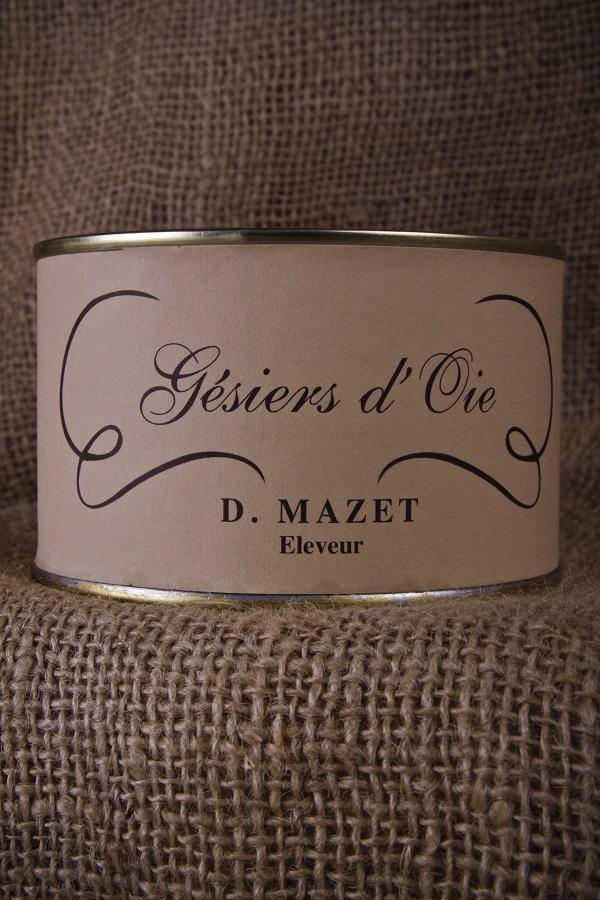 Gésiers d'Oie
D. MAZET
Eleveur